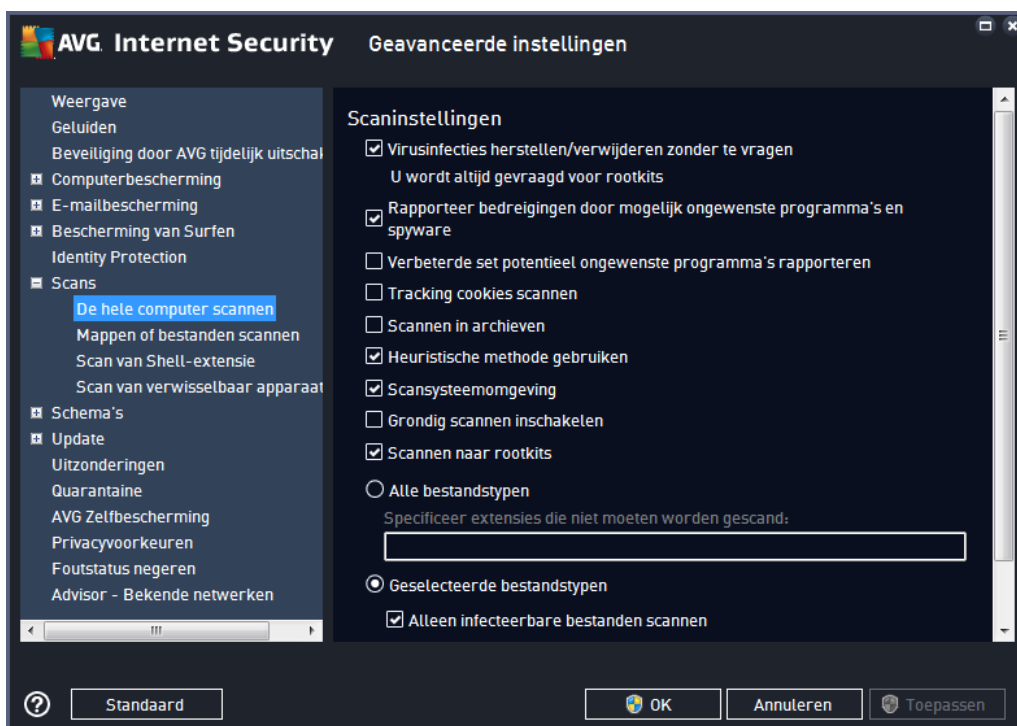 AVG. Internet Security
Geavanceerde instellingen
Weergave
Geluiden
Beveiliging door AVG tijdelijk uitschak
Computerbescherming
E-mailbescherming
Bescherming van Surfen
Identity Protection
Scans
De hele computer scannen
Mappen of bestanden scannen
Scan van Shell-extensie
Scan van verwisselbaar apparaat
Schema's
Update
Uitzonderingen
Quarantaine
AVG Zelfbescherming
Privacyvoorkeuren
Foutstatus negeren
Advisor - Bekende netwerken
Scaninstellingen
Virusinfecties herstellen/verwijderen zonder te vragen
U wordt altijd gevraagd voor rootkits
Rapporteer bedreigingen door mogelijk ongewenste programma's en
spyware
Verbeterde set potentieel ongewenste programma's rapporteren
Tracking cookies scannen
Scannen in archieven
Heuristische methode gebruiken
Scansysteemomgeving
Grondig scannen inschakelen
Scannen naar rootkits
Alle bestandstypen
Specificeer extensies die niet moeten worden gescand:
Geselecteerde bestandstypen
Alleen infecteerbare bestanden scannen
Standaard
OK
Annuleren
Toepassen